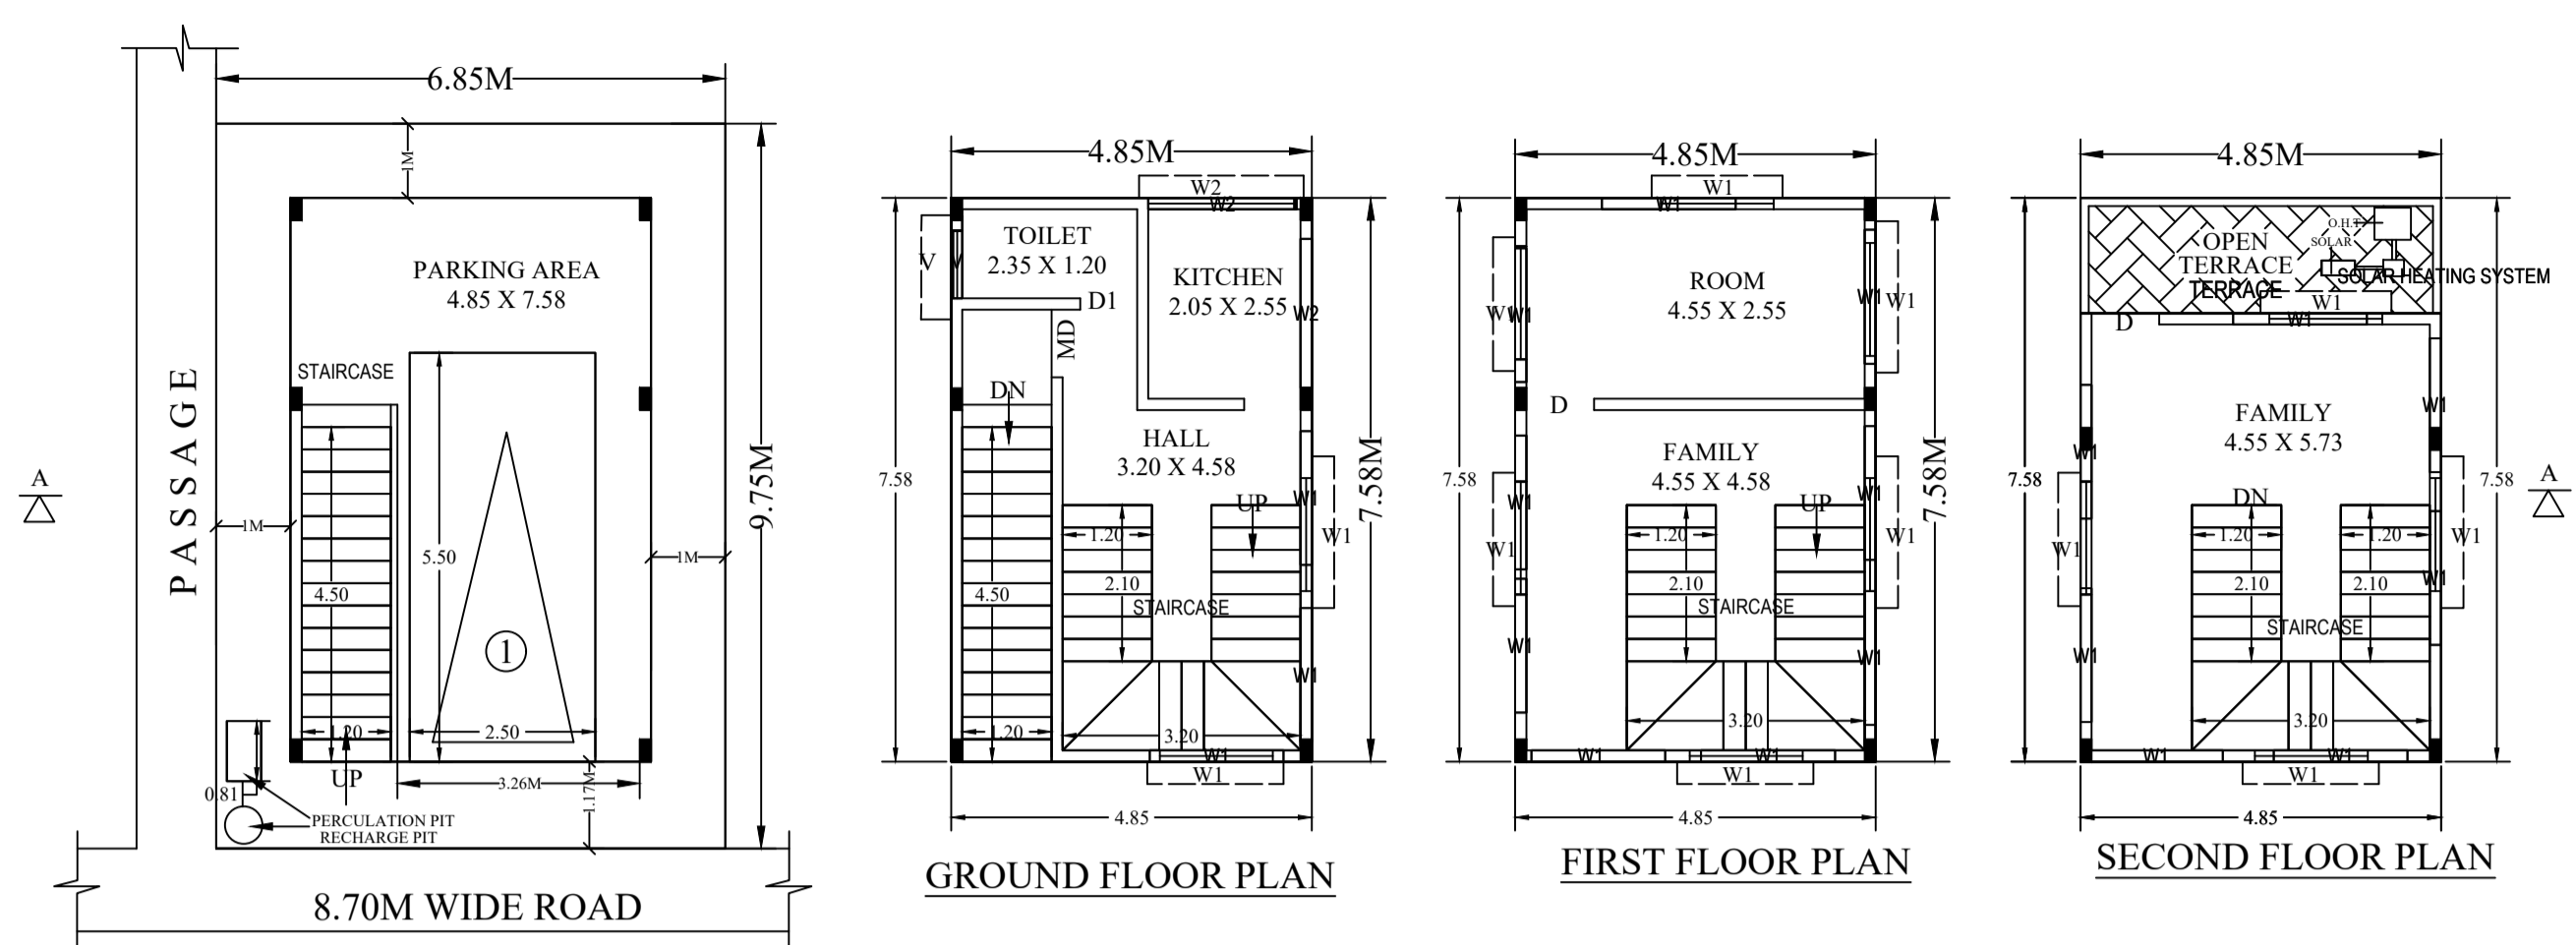 6.85M
1M
PARKING AREA
4.85 X 7.58
STAIRCASE
PASSAGE
A
1M
1M
9.75M
5.50
4.50
1
1.20
2.50
UP
3.26M
1.17M
0.81
PERCULATION PIT
RECHARGE PIT
8.70M WIDE ROAD
4.85M
W2
W2
TOILET
2.35 X 1.20
V
V
KITCHEN
2.05 X 2.55
D1
W2
MD
DN
HALL
3.20 X 4.58
7.58
7.58M
UP
W1
W1
1.20
2.10
4.50
STAIRCASE
W1
1.20
3.20
W1
W1
4.85
GROUND FLOOR PLAN
4.85M
W1
W1
ROOM
4.55 X 2.55
W1
W1
W1
W1
D
FAMILY
4.55 X 4.58
7.58
7.58M
UP
W1
W1
W1
W1
1.20
2.10
STAIRCASE
W1
W1
3.20
W1
W1
W1
4.85
FIRST FLOOR PLAN
4.85M
O.H.T
SOLAR
OPEN
TERRACE
TERRACE
SOLAR HEATING SYSTEM
W1
W1
D
FAMILY
4.55 X 5.73
W1
W1
7.58
7.58
A
DN
1.20
1.20
W1
W1
2.10
2.10
W1
STAIRCASE
W1
3.20
W1
W1
W1
4.85
SECOND FLOOR PLAN